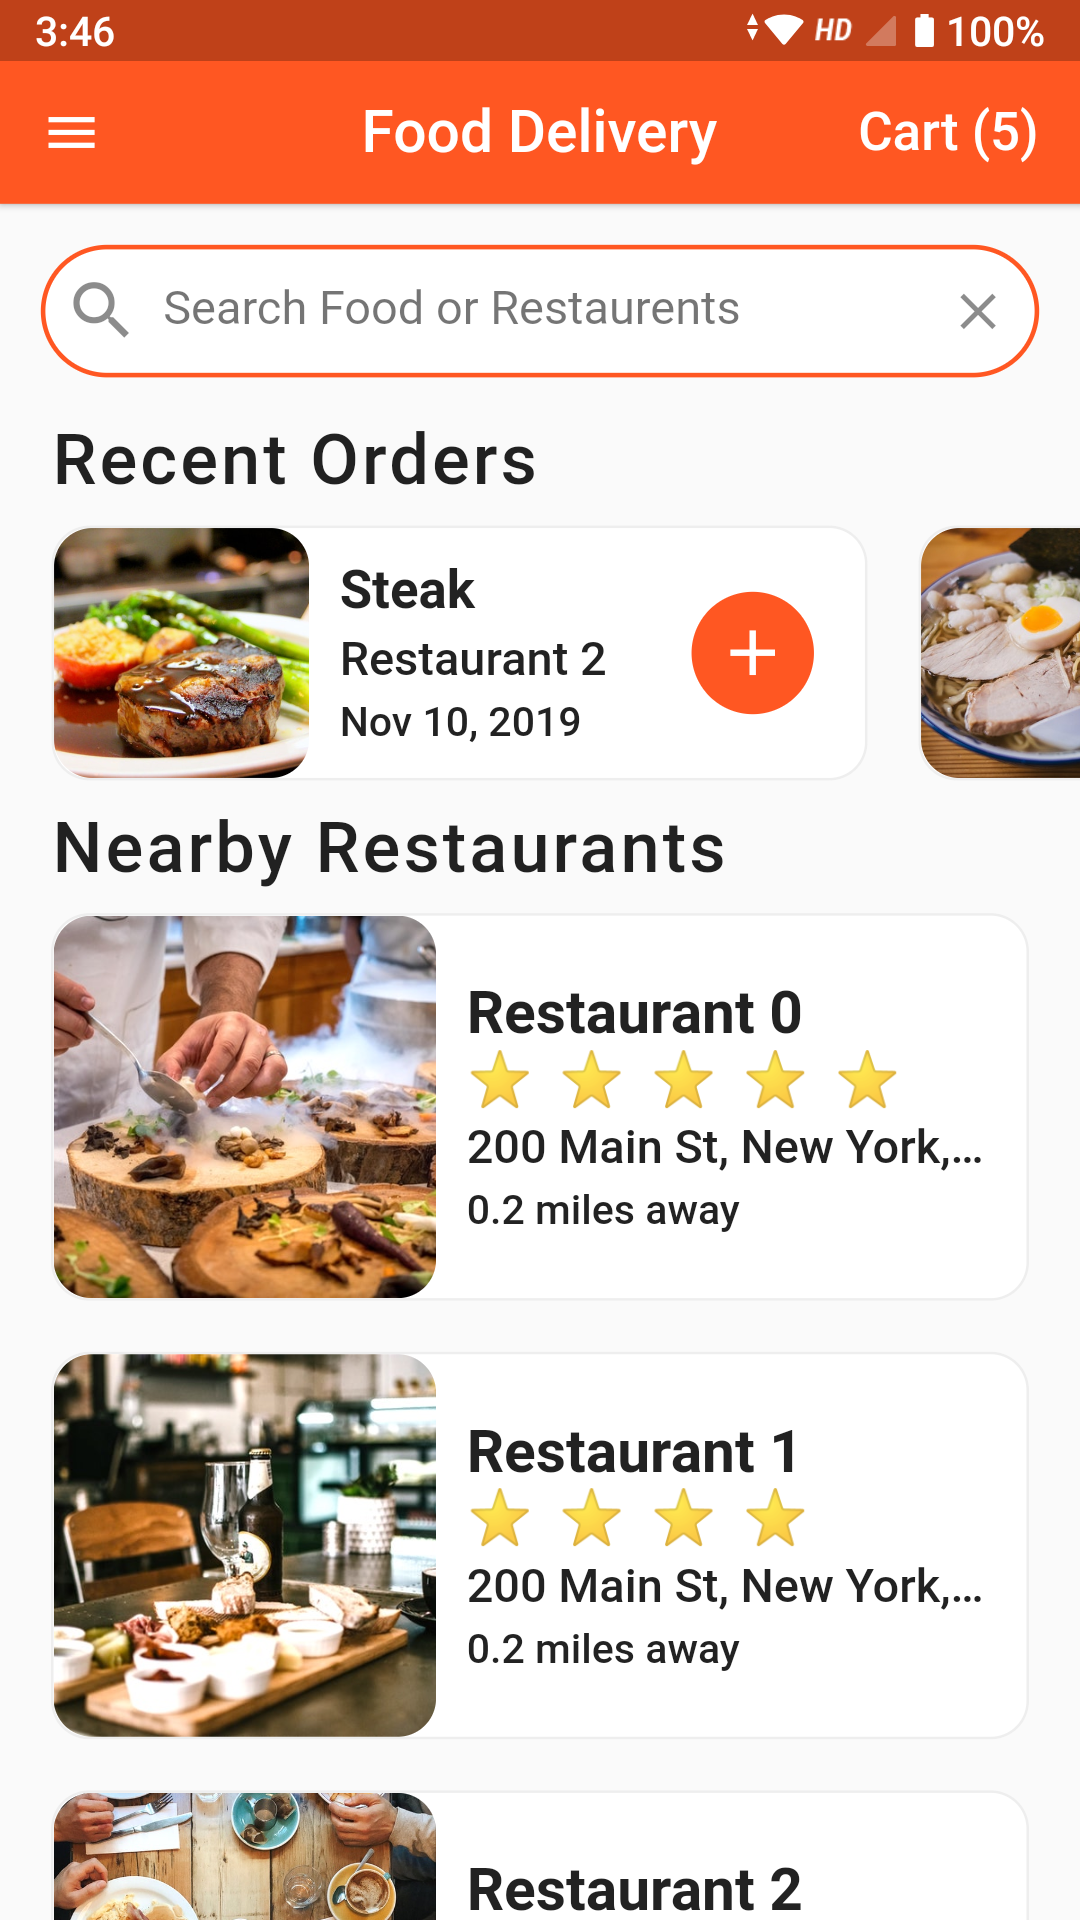 3:46 HD 100%
Food Delivery Cart (5)
Search Food or Restaurents
Recent Orders
Steak
Restaurant 2
Nov 10, 2019
Nearby Restaurants
Restaurant 0
200 Main St, New York,...
0.2 miles away
Restaurant 1
200 Main St, New York,...
0.2 miles away
Restaurant 2